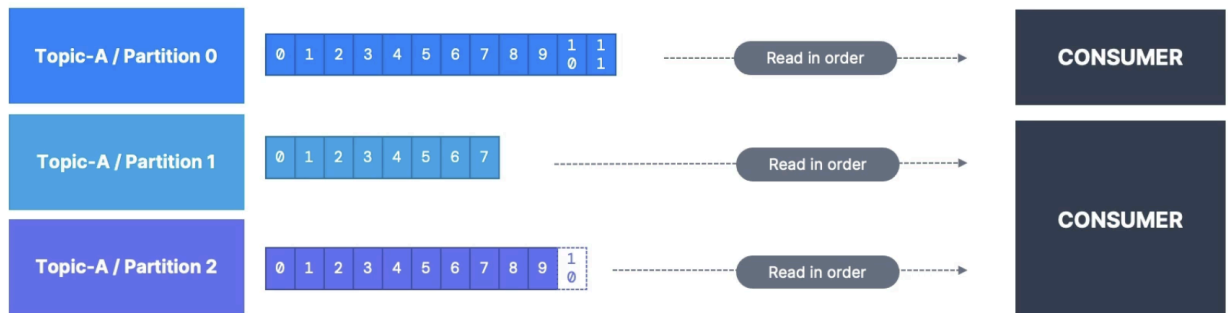 Topic-A / Partition 0
0 1 2 3 4 5 6 7 8 9 10 11
Read in order
CONSUMER
Topic-A / Partition 1
0 1 2 3 4 5 6 7
Read in order
CONSUMER
Topic-A / Partition 2
0 1 2 3 4 5 6 7 8 9 10
Read in order